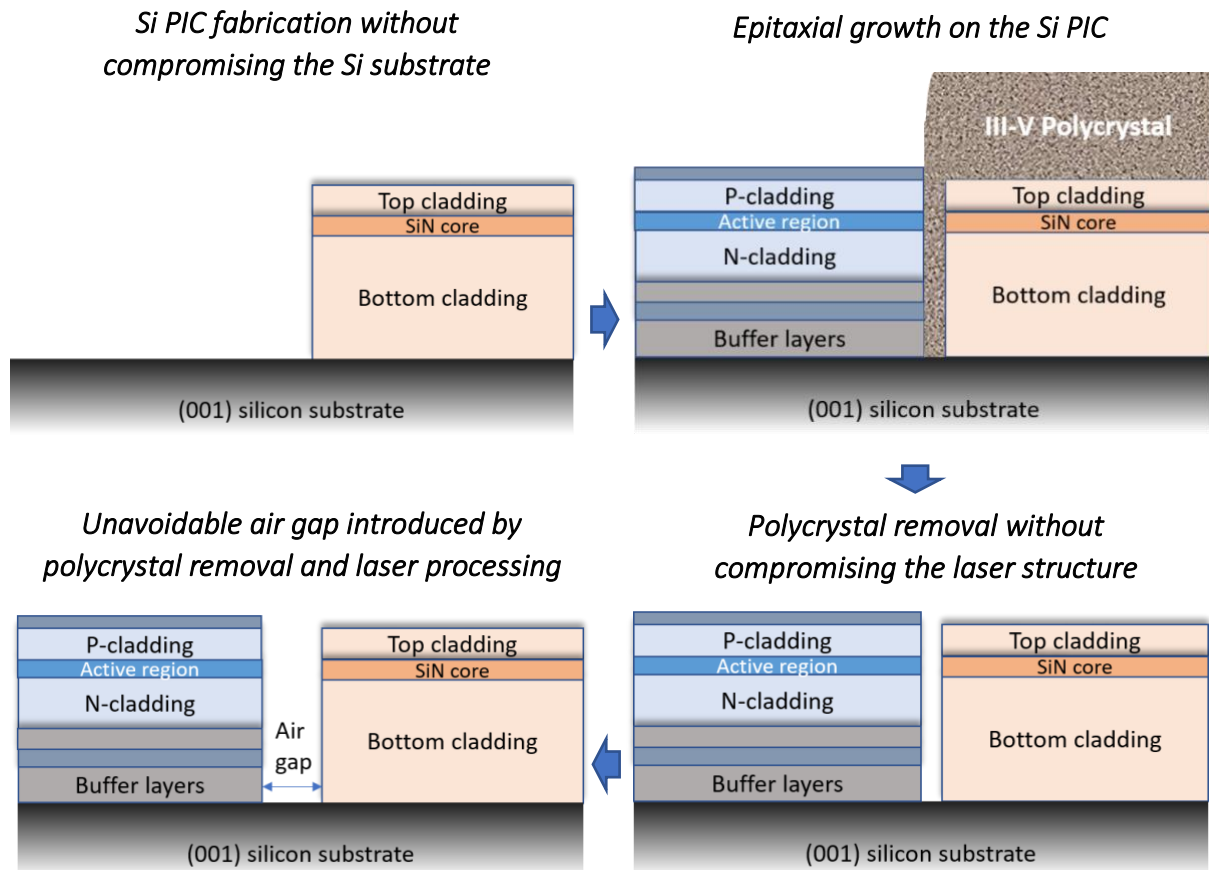 Si PIC fabrication without
compromising the Si substrate
Top cladding
SiN core
Bottom cladding
(001) silicon substrate
Epitaxial growth on the Si PIC
III-V Polycrystal
P-cladding
Active region
N-cladding
Buffer layers
Top cladding
SiN core
Bottom cladding
(001) silicon substrate
Polycrystal removal without
compromising the laser structure
P-cladding
Active region
N-cladding
Buffer layers
Top cladding
SiN core
Bottom cladding
(001) silicon substrate
Unavoidable air gap introduced by
polycrystal removal and laser processing
P-cladding
Active region
N-cladding
Buffer layers
Air
gap
Top cladding
SiN core
Bottom cladding
(001) silicon substrate